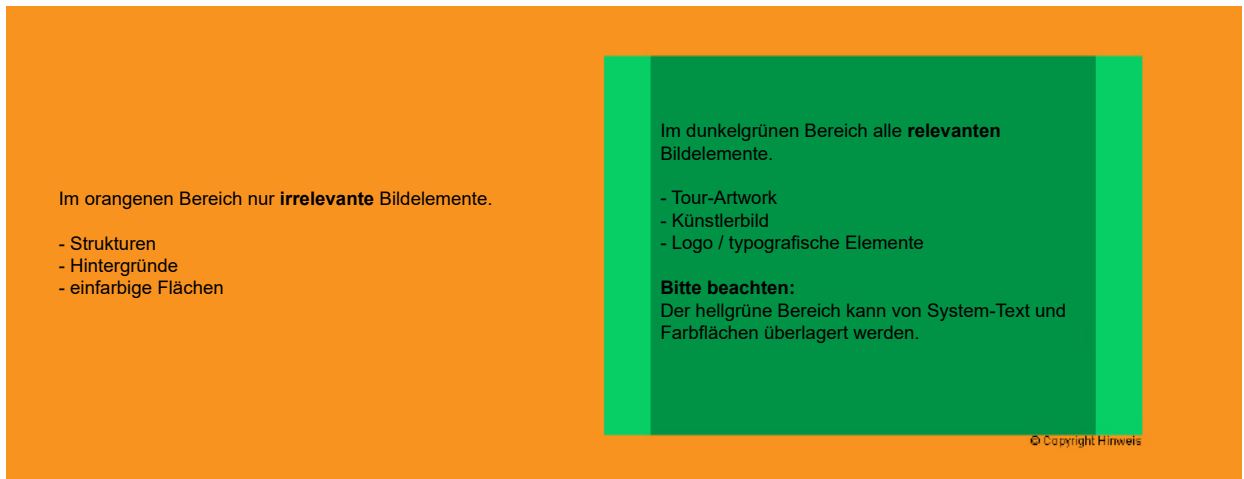 Im orangenen Bereich nur irrelevante Bildelemente.
- Strukturen
- Hintergründe
- einfarbige Flächen
Im dunkelgrünen Bereich alle relevanten
Bildelemente.
- Tour-Artwork
- Künstlerbild
- Logo / typografische Elemente
Bitte beachten:
Der hellgrüne Bereich kann von System-Text und
Farbflächen überlagert werden.
© Copyright Hinweis